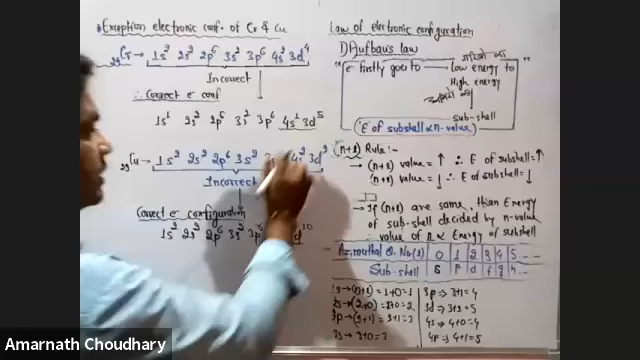 Exception electronic conf. of Cr & Cu
₂₄Cr → 1s² 2s² 2p⁶ 3s² 3p⁶ 4s² 3d⁴
Incorrect
∴ Correct e⁻ conf
1s¹ 2s² 2p⁶ 3s² 3p⁶ 4s¹ 3d⁵
₂₉Cu → 1s² 2s² 2p⁶ 3s²
Incorrect
Correct e⁻ configuration
1s² 2s² 2p⁶ 3s² 3p⁶
Law of electronic configuration
1) Aufbau's law
"e⁻ firstly goes to → Low energy to
High energy
sub-shell "
(E of subshell ∝ n-value)
(n+l) Rule:-
→ (n+l) value = ↑ ∴ E of subshell = ↑
(n+l) value = ↓ ∴ E of subshell = ↓
→ If (n+l) are same. than Energy
of sub-shell decided by n-value
∴ value of n ∝ Energy of subshell
Azimuthal Q. No (l) 0 1 2 3 4 5 ...
Sub-shell s p d f g h ...
1s → (n+l) = 1+0 = 1
2s → (2+0) = 2+0 = 2
2p → (2+1) = 2+1 = 3
3s → 3+0 = 3
3p → 3+1 = 4
3d → 3+2 = 5
4s → 4+0 = 4
4p → 4+1 = 5
Amarnath Choudhary